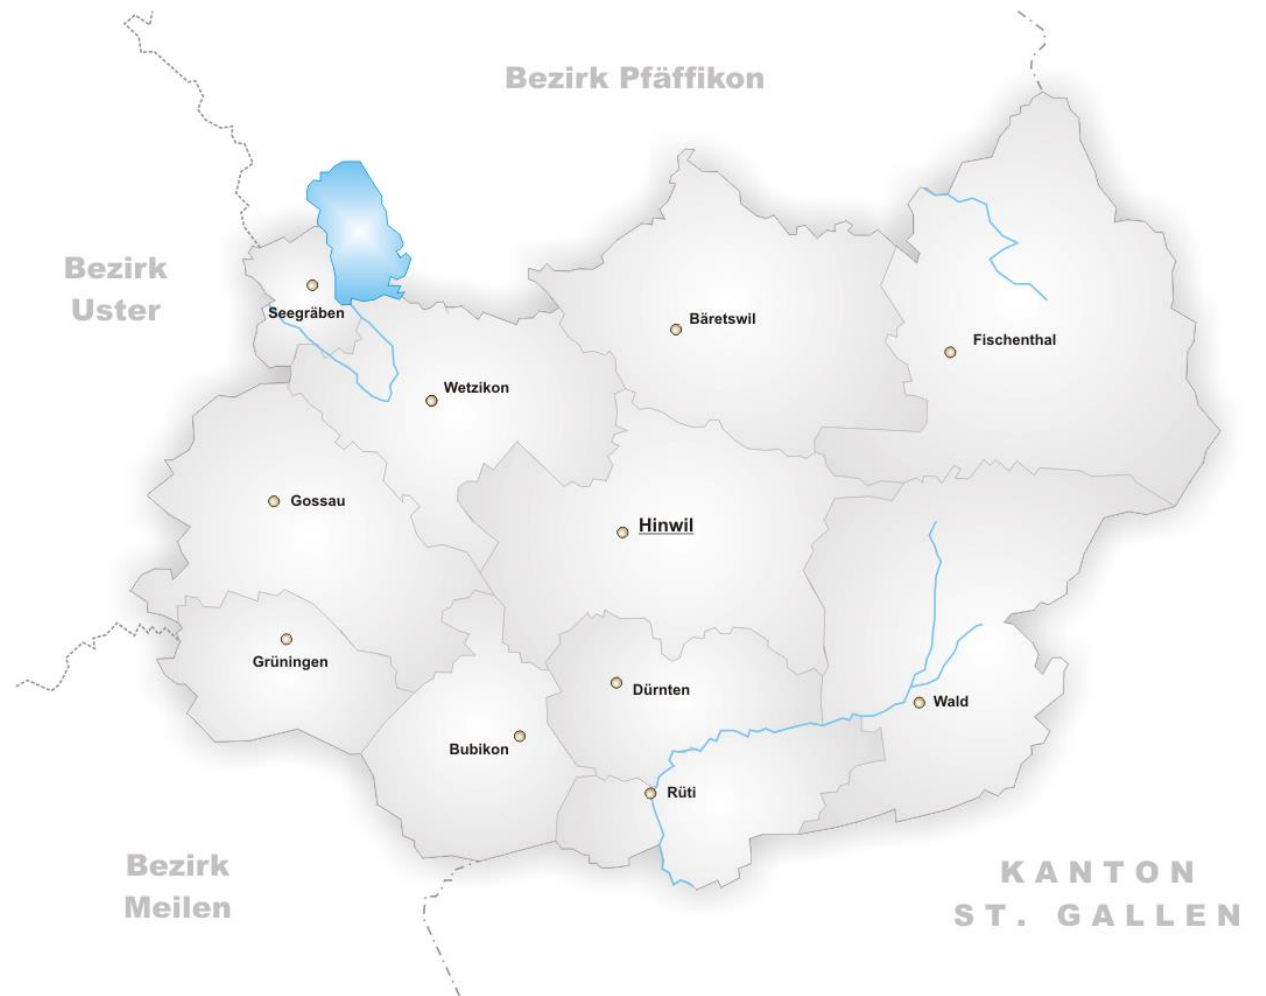 Bezirk Pfäffikon
Bezirk
Uster
Seegräben
Bäretswil
Fischenthal
Wetzikon
Gossau
Hinwil
Grüningen
Dürnten
Wald
Bubikon
Rüti
Bezirk
Meilen
KANTON
ST. GALLEN